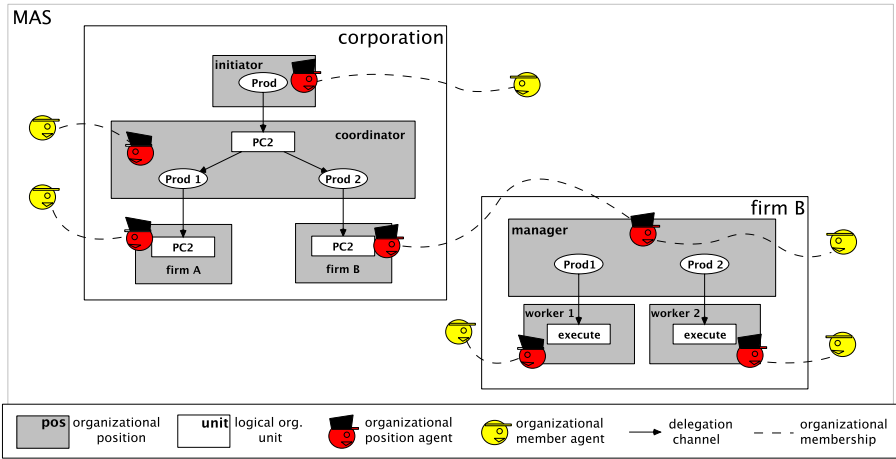 MAS
corporation
initiator
Prod
coordinator
PC2
Prod 1
Prod 2
PC2
firm A
PC2
firm B
firm B
manager
Prod1
Prod 2
worker 1
execute
worker 2
execute
pos
organizational
position
unit
logical org.
unit
organizational
position agent
organizational
member agent
delegation
channel
organizational
membership